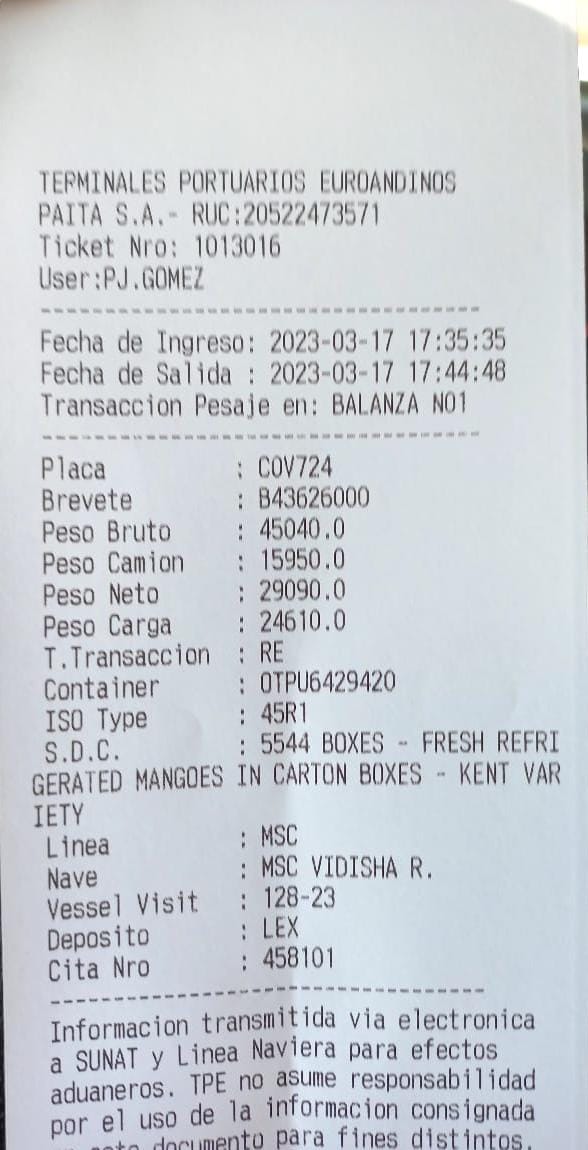 TERMINALES PORTUARIOS EUROANDINOS
PAITA S.A.- RUC:20522473571
Ticket Nro: 1013016
User:PJ.GOMEZ
------------------------------------
Fecha de Ingreso: 2023-03-17 17:35:35
Fecha de Salida : 2023-03-17 17:44:48
Transaccion Pesaje en: BALANZA NO1
------------------------------------
Placa : COV724
Brevete : B43626000
Peso Bruto : 45040.0
Peso Camion : 15950.0
Peso Neto : 29090.0
Peso Carga : 24610.0
T.Transaccion : RE
Container : OTPU6429420
ISO Type : 45R1
S.D.C. : 5544 BOXES - FRESH REFRI
GERATED MANGOES IN CARTON BOXES - KENT VAR
IETY
Linea : MSC
Nave : MSC VIDISHA R.
Vessel Visit : 128-23
Deposito : LEX
Cita Nro : 458101
------------------------------------
Informacion transmitida via electronica
a SUNAT y Linea Naviera para efectos
aduaneros. TPE no asume responsabilidad
por el uso de la informacion consignada
documento para fines distintos.